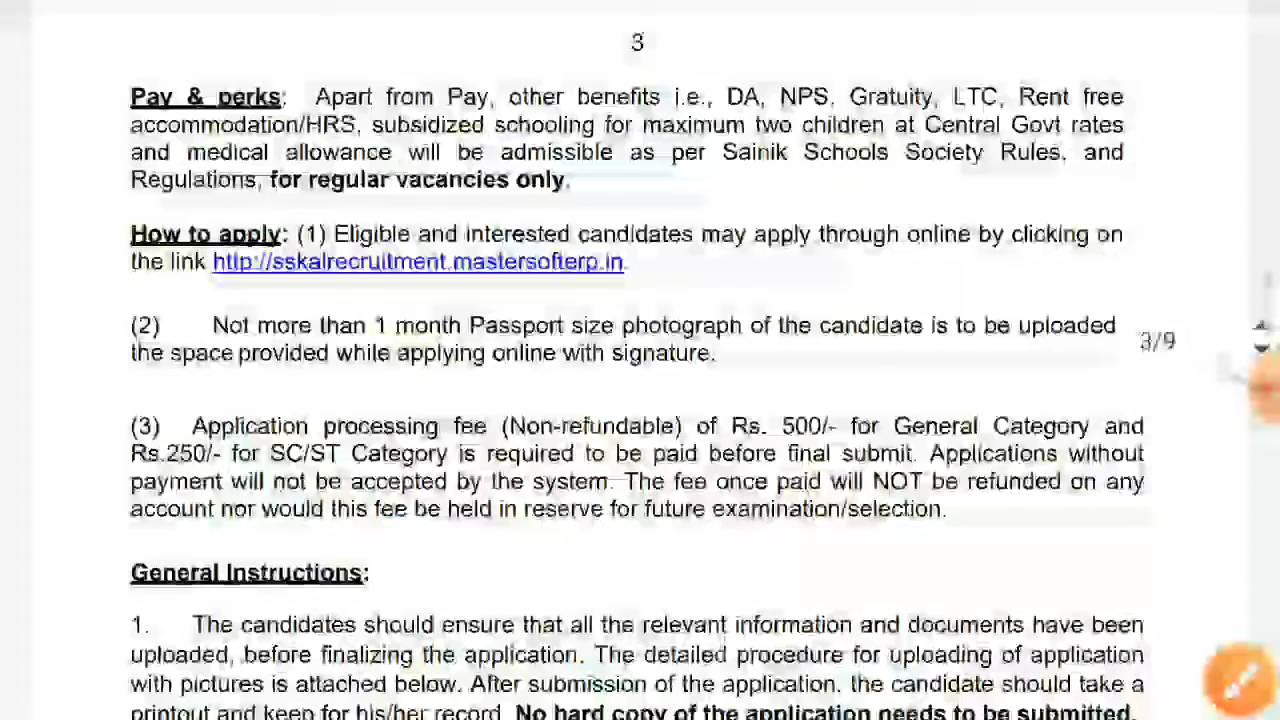 3
Pay & perks: Apart from Pay, other benefits i.e., DA, NPS, Gratuity, LTC, Rent free
accommodation/HRS, subsidized schooling for maximum two children at Central Govt rates
and medical allowance will be admissible as per Sainik Schools Society Rules, and
Regulations, for regular vacancies only.
How to apply: (1) Eligible and interested candidates may apply through online by clicking on
the link http://sskalrecruitment.mastersofterp.in.
(2) Not more than 1 month Passport size photograph of the candidate is to be uploaded
the space provided while applying online with signature.
3/9
(3) Application processing fee (Non-refundable) of Rs. 500/- for General Category and
Rs.250/- for SC/ST Category is required to be paid before final submit. Applications without
payment will not be accepted by the system. The fee once paid will NOT be refunded on any
account nor would this fee be held in reserve for future examination/selection.
General Instructions:
1. The candidates should ensure that all the relevant information and documents have been
uploaded, before finalizing the application. The detailed procedure for uploading of application
with pictures is attached below. After submission of the application, the candidate should take a
printout and keep for his/her record. No hard copy of the application needs to be submitted.